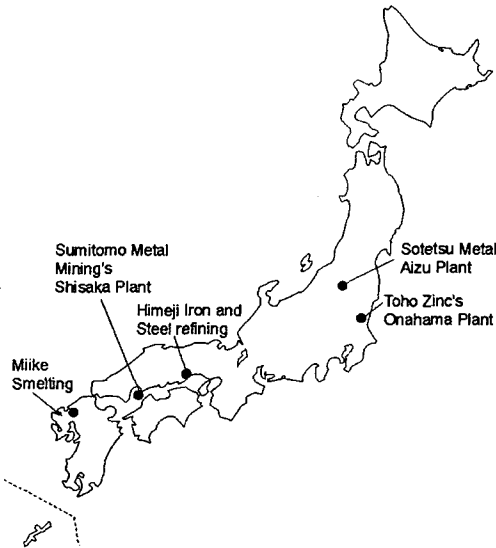 Sotetsu Metal
Aizu Plant
Toho Zinc's
Onahama Plant
Sumitomo Metal
Mining's
Shisaka Plant
Himeji Iron and
Steel refining
Miike
Smelting